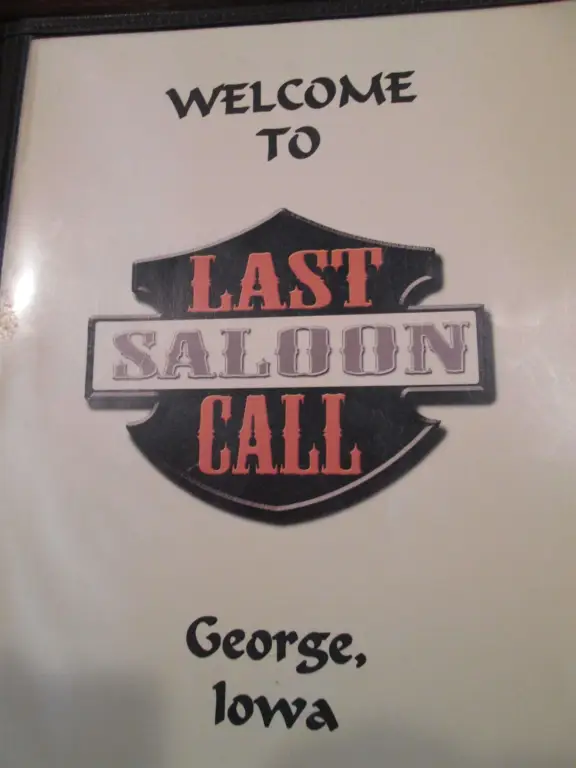 WELCOME
TO
LAST
SALOON
CALL
George,
Iowa